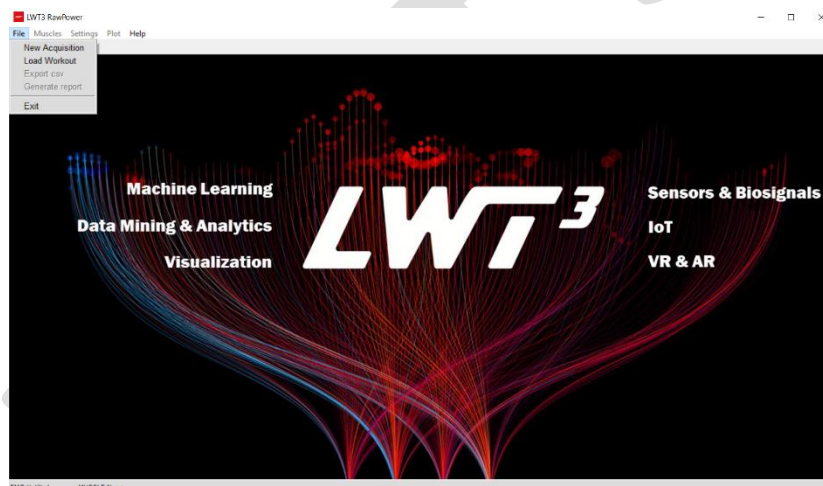 LWT3 RawPower
File Muscles Settings Plot Help
New Acquisition
Load Workout
Export csv
Generate report
Exit
Machine Learning
Data Mining & Analytics
Visualization
LWT3
Sensors & Biosignals
IoT
VR & AR